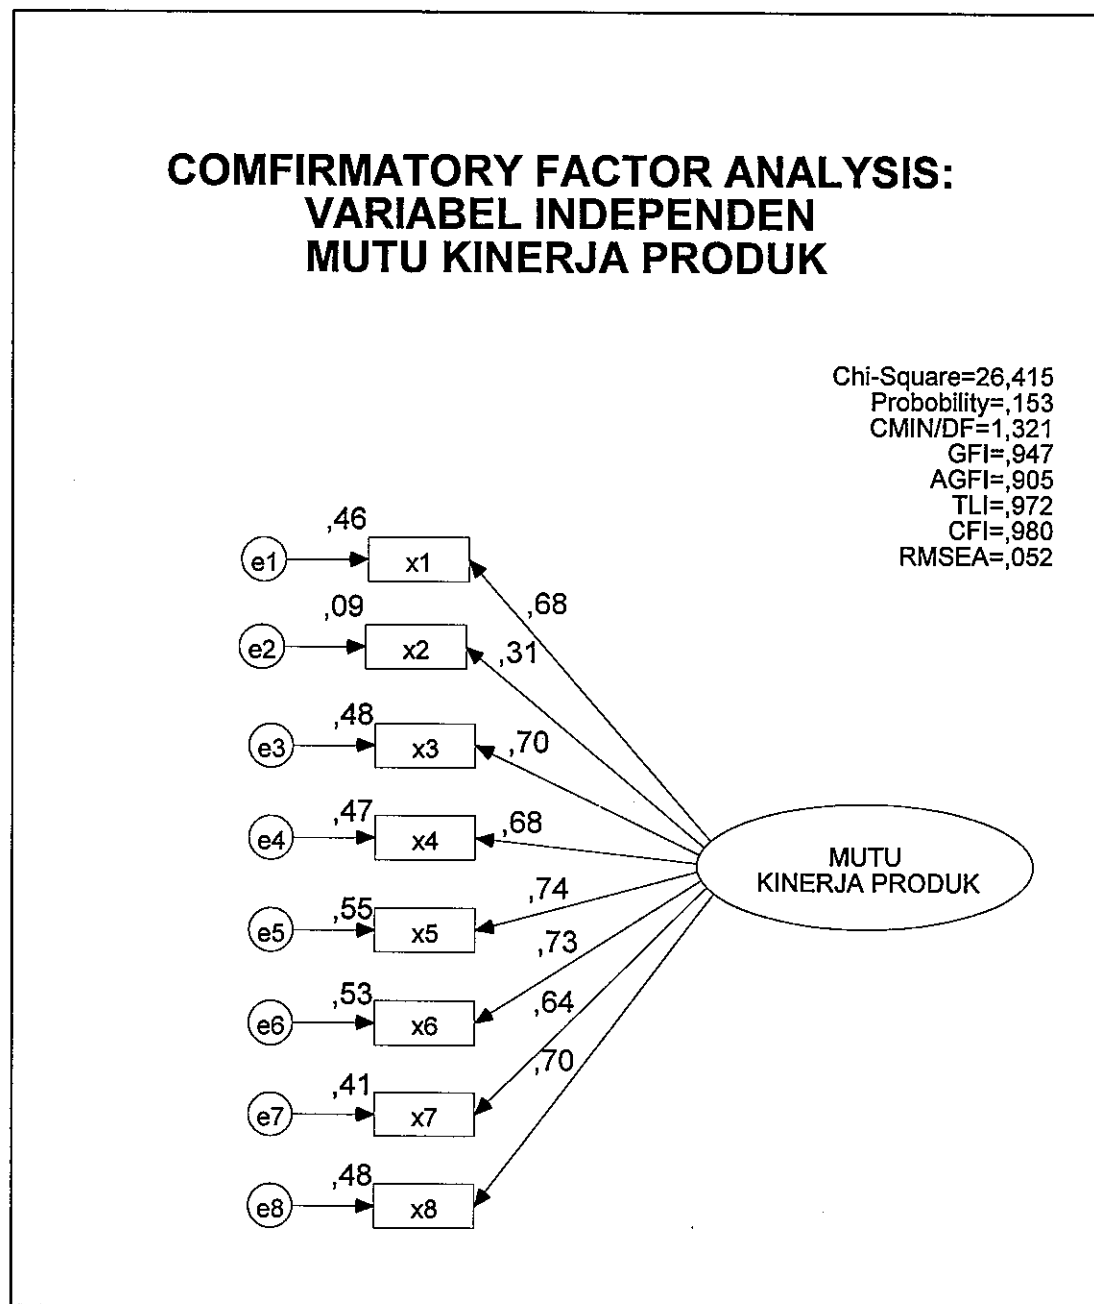 COMFIRMATORY FACTOR ANALYSIS:
VARIABEL INDEPENDEN
MUTU KINERJA PRODUK
Chi-Square=26,415
Probobility=,153
CMIN/DF=1,321
GFI=,947
AGFI=,905
TLI=,972
CFI=,980
RMSEA=,052
,46
e1 x1
,68
,09
e2 x2
,31
,48
e3 x3
,70
,47
e4 x4
,68
MUTU
KINERJA PRODUK
,55
e5 x5
,74
,53
e6 x6
,73
,41
e7 x7
,64
,48
e8 x8
,70